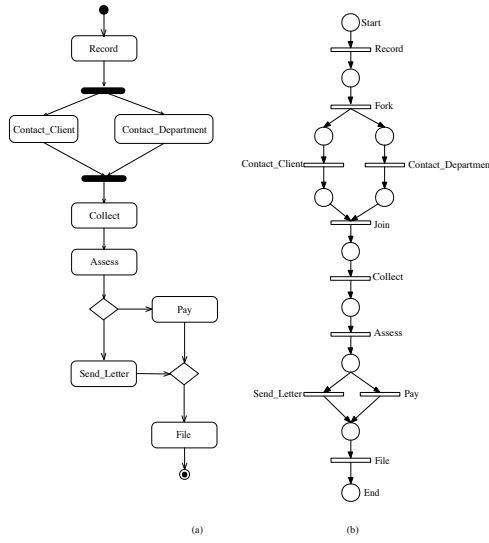 Record
Contact_Client
Contact_Department
Collect
Assess
Pay
Send_Letter
File
(a)
Start
Record
Fork
Contact_Client
Contact_Department
Join
Collect
Assess
Send_Letter
Pay
File
End
(b)